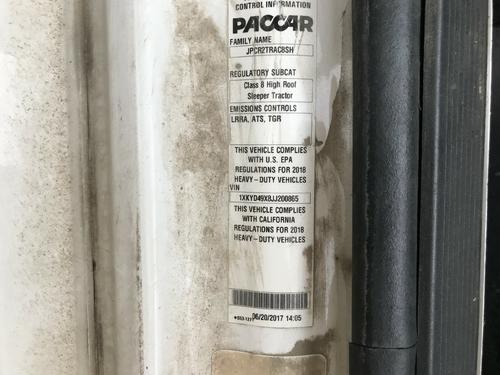 CONTROL INFORMATION
PACCAR
FAMILY NAME
JPCR2TRAC8SH
REGULATORY SUBCAT
Class 8 High Roof
Sleeper Tractor
EMISSIONS CONTROLS
LRRA, ATS, TGR
THIS VEHICLE COMPLIES
WITH U.S. EPA
REGULATIONS FOR 2018
HEAVY-DUTY VEHICLES
VIN
1XKYD49X8JJ200865
THIS VEHICLE COMPLIES
WITH CALIFORNIA
REGULATIONS FOR 2018
HEAVY-DUTY VEHICLES
06/20/2017 14:05